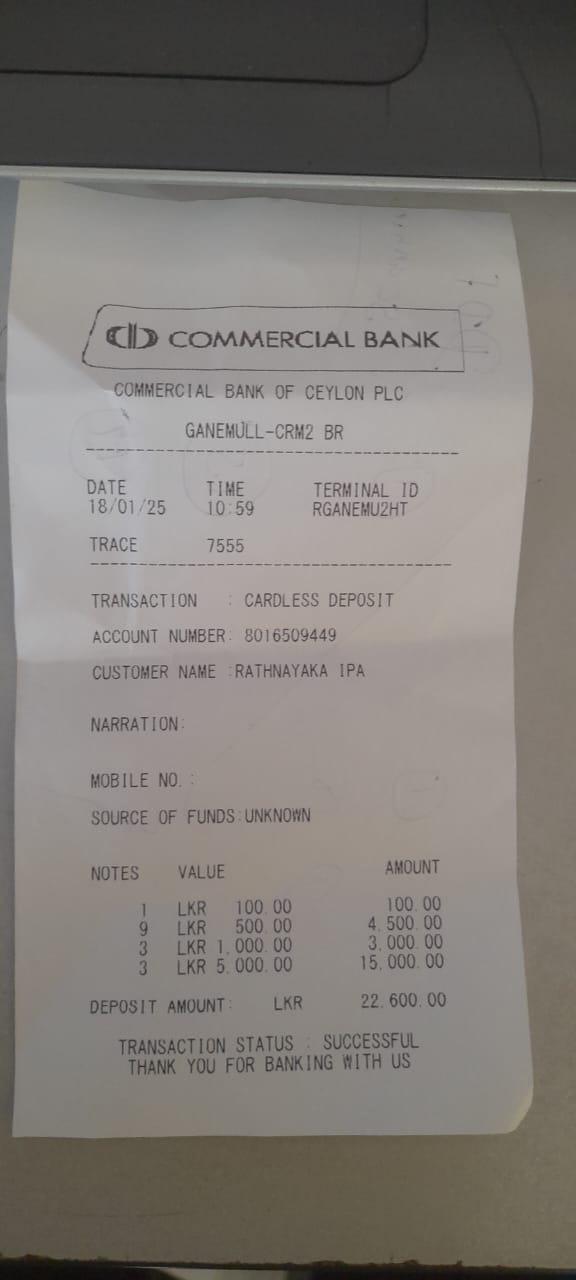 COMMERCIAL BANK
COMMERCIAL BANK OF CEYLON PLC
GANEMULL-CRM2 BR
DATE TIME TERMINAL ID
18/01/25 10:59 RGANEMU2HT
TRACE 7555
TRANSACTION : CARDLESS DEPOSIT
ACCOUNT NUMBER: 8016509449
CUSTOMER NAME :RATHNAYAKA IPA
NARRATION:
MOBILE NO. :
SOURCE OF FUNDS:UNKNOWN
NOTES VALUE AMOUNT
1 LKR 100.00 100.00
9 LKR 500.00 4,500.00
3 LKR 1,000.00 3,000.00
3 LKR 5,000.00 15,000.00
DEPOSIT AMOUNT: LKR 22,600.00
TRANSACTION STATUS : SUCCESSFUL
THANK YOU FOR BANKING WITH US